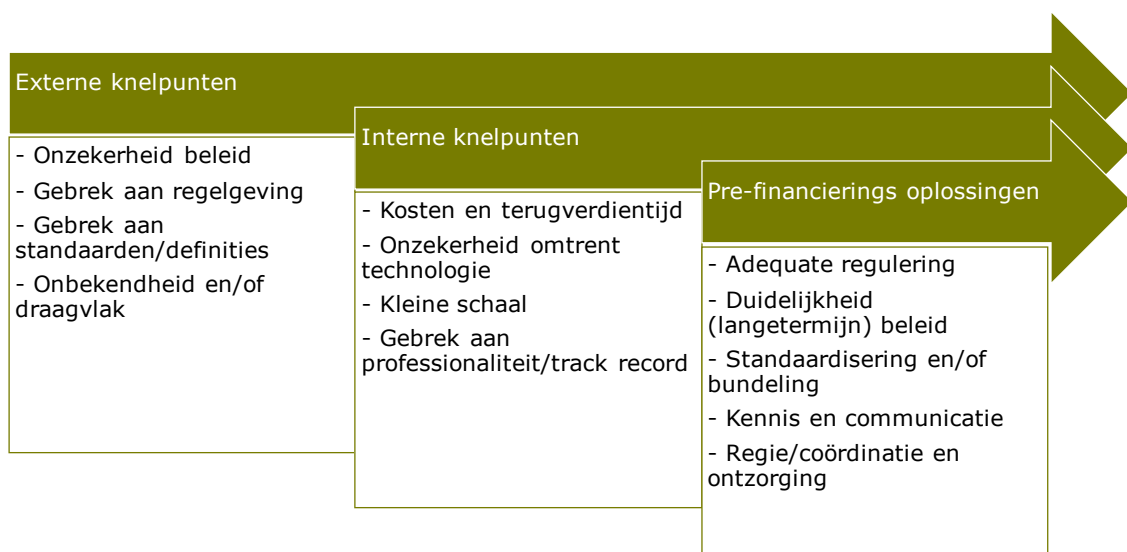 Externe knelpunten
- Onzekerheid beleid
- Gebrek aan regelgeving
- Gebrek aan
standaarden/definities
- Onbekendheid en/of
draagvlak
Interne knelpunten
- Kosten en terugverdientijd
- Onzekerheid omtrent
technologie
- Kleine schaal
- Gebrek aan
professionaliteit/track record
Pre-financierings oplossingen
- Adequate regulering
- Duidelijkheid
(langetermijn) beleid
- Standaardisering en/of
bundeling
- Kennis en communicatie
- Regie/coördinatie en
ontzorging